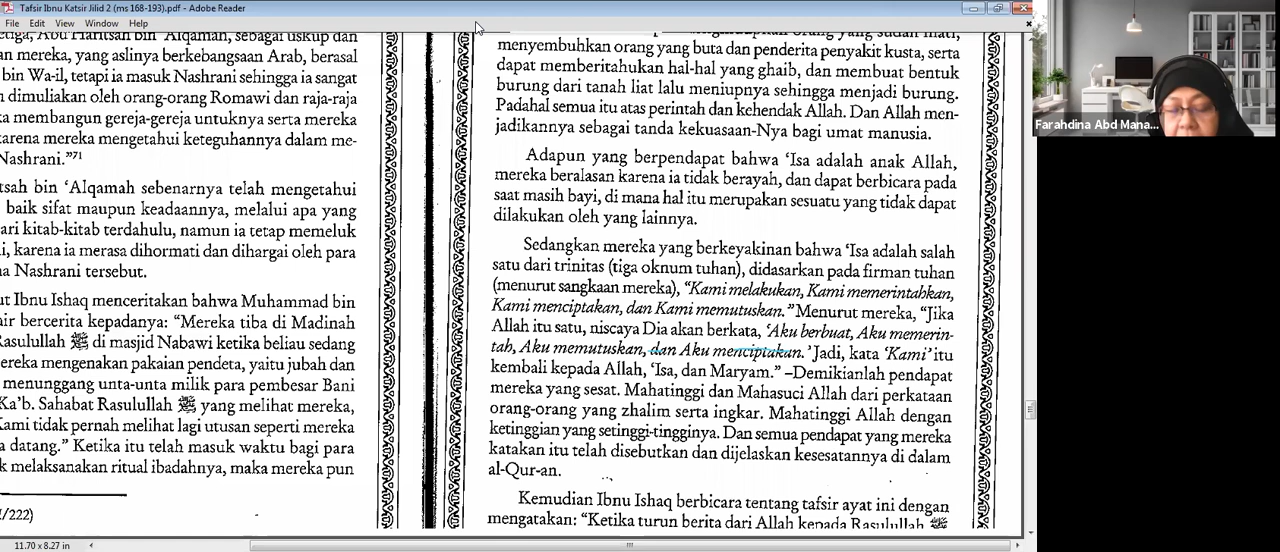 Tafsir Ibnu Katsir Jilid 2 (ms 168-193).pdf - Adobe Reader
File Edit View Window Help
Abu Haritsah bin 'Alqamah, sebagai uskup dan
an mereka, yang aslinya berkebangsaan Arab, berasal
bin Wa-il, tetapi ia masuk Nashrani sehingga ia sangat
n dimuliakan oleh orang-orang Romawi dan raja-raja
ka membangun gereja-gereja untuknya serta mereka
karena mereka mengetahui keteguhannya dalam me-
Nashrani."71
tsah bin 'Alqamah sebenarnya telah mengetahui
baik sifat maupun keadaannya, melalui apa yang
ari kitab-kitab terdahulu, namun ia tetap memeluk
i, karena ia merasa dihormati dan dihargai oleh para
a Nashrani tersebut.
ut Ibnu Ishaq menceritakan bahwa Muhammad bin
air bercerita kepadanya: "Mereka tiba di Madinah
Rasulullah ﷺ di masjid Nabawi ketika beliau sedang
ereka mengenakan pakaian pendeta, yaitu jubah dan
menunggang unta-unta milik para pembesar Bani
Ka'b. Sahabat Rasulullah ﷺ yang melihat mereka,
Kami tidak pernah melihat lagi utusan seperti mereka
a datang." Ketika itu telah masuk waktu bagi para
k melaksanakan ritual ibadahnya, maka mereka pun
/222)
yang sudah mati,
menyembuhkan orang yang buta dan penderita penyakit kusta, serta
dapat memberitahukan hal-hal yang ghaib, dan membuat bentuk
burung dari tanah liat lalu meniupnya sehingga menjadi burung.
Padahal semua itu atas perintah dan kehendak Allah. Dan Allah men-
jadikannya sebagai tanda kekuasaan-Nya bagi umat manusia.
Adapun yang berpendapat bahwa 'Isa adalah anak Allah,
mereka beralasan karena ia tidak berayah, dan dapat berbicara pada
saat masih bayi, di mana hal itu merupakan sesuatu yang tidak dapat
dilakukan oleh yang lainnya.
Sedangkan mereka yang berkeyakinan bahwa 'Isa adalah salah
satu dari trinitas (tiga oknum tuhan), didasarkan pada firman tuhan
(menurut sangkaan mereka), "Kami melakukan, Kami memerintahkan,
Kami menciptakan, dan Kami memutuskan." Menurut mereka, "Jika
Allah itu satu, niscaya Dia akan berkata, 'Aku berbuat, Aku memerin-
tah, Aku memutuskan, dan Aku menciptakan.' Jadi, kata 'Kami' itu
kembali kepada Allah, 'Isa, dan Maryam." –Demikianlah pendapat
mereka yang sesat. Mahatinggi dan Mahasuci Allah dari perkataan
orang-orang yang zhalim serta ingkar. Mahatinggi Allah dengan
ketinggian yang setinggi-tingginya. Dan semua pendapat yang mereka
katakan itu telah disebutkan dan dijelaskan kesesatannya di dalam
al-Qur-an.
Kemudian Ibnu Ishaq berbicara tentang tafsir ayat ini dengan
mengatakan: "Ketika turun berita dari Allah kepada Rasulullah ﷺ
11.70 x 8.27 in
Farahdina Abd Mana...